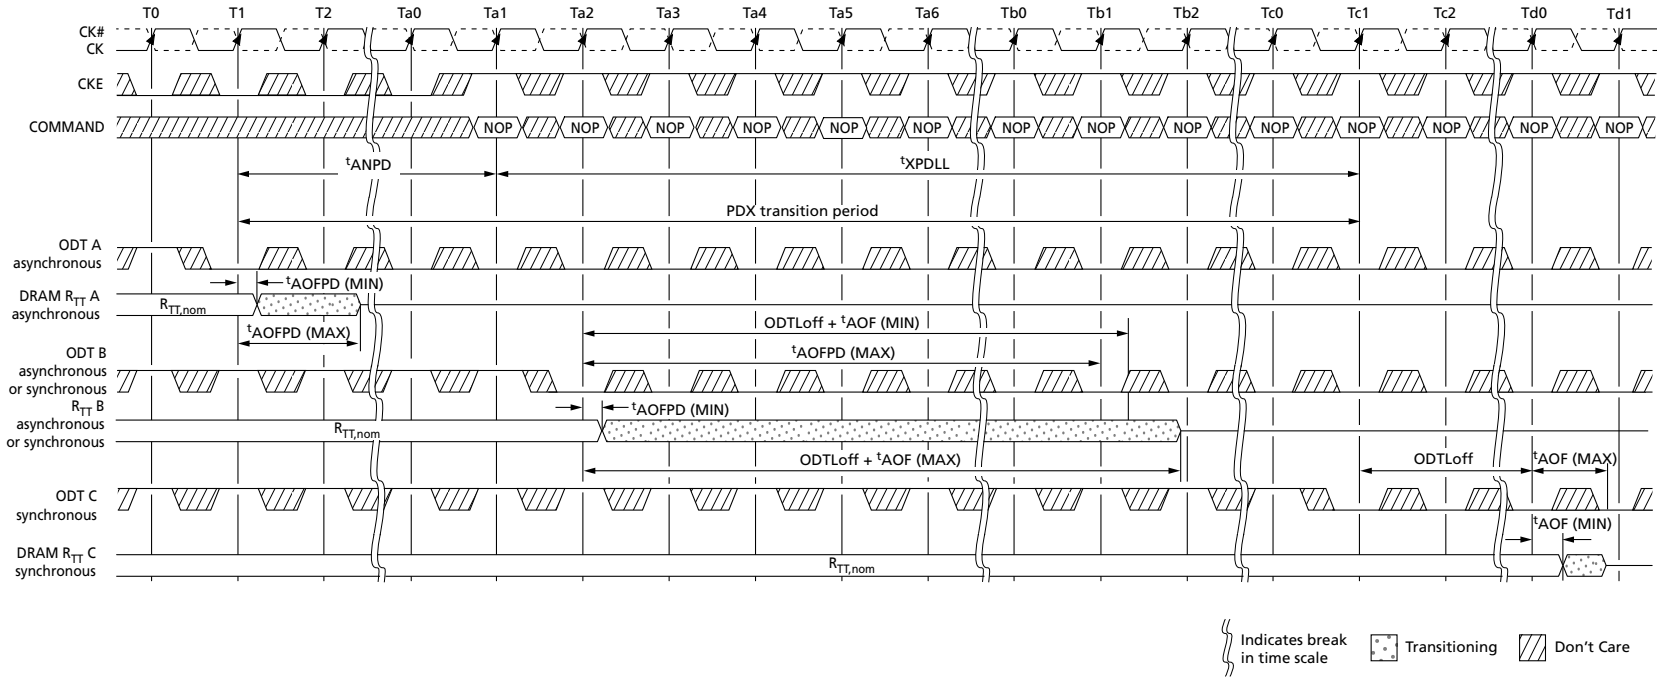 T0 T1 T2 Ta0 Ta1 Ta2 Ta3 Ta4 Ta5 Ta6 Tb0 Tb1 Tb2 Tc0 Tc1 Tc2 Td0 Td1
CK#
CK
CKE
COMMAND NOP NOP NOP NOP NOP NOP NOP NOP NOP NOP NOP NOP NOP NOP
tANPD tXPDLL
PDX transition period
ODT A
asynchronous
tAOFPD (MIN)
DRAM RTT A
asynchronous
RTT,nom
tAOFPD (MAX)
ODTLoff + tAOF (MIN)
tAOFPD (MAX)
ODT B
asynchronous
or synchronous
tAOFPD (MIN)
RTT B
asynchronous
or synchronous
RTT,nom
ODTLoff + tAOF (MAX)
ODTLoff tAOF (MAX)
ODT C
synchronous
tAOF (MIN)
DRAM RTT C
synchronous
RTT,nom
Indicates break
in time scale
Transitioning
Don't Care